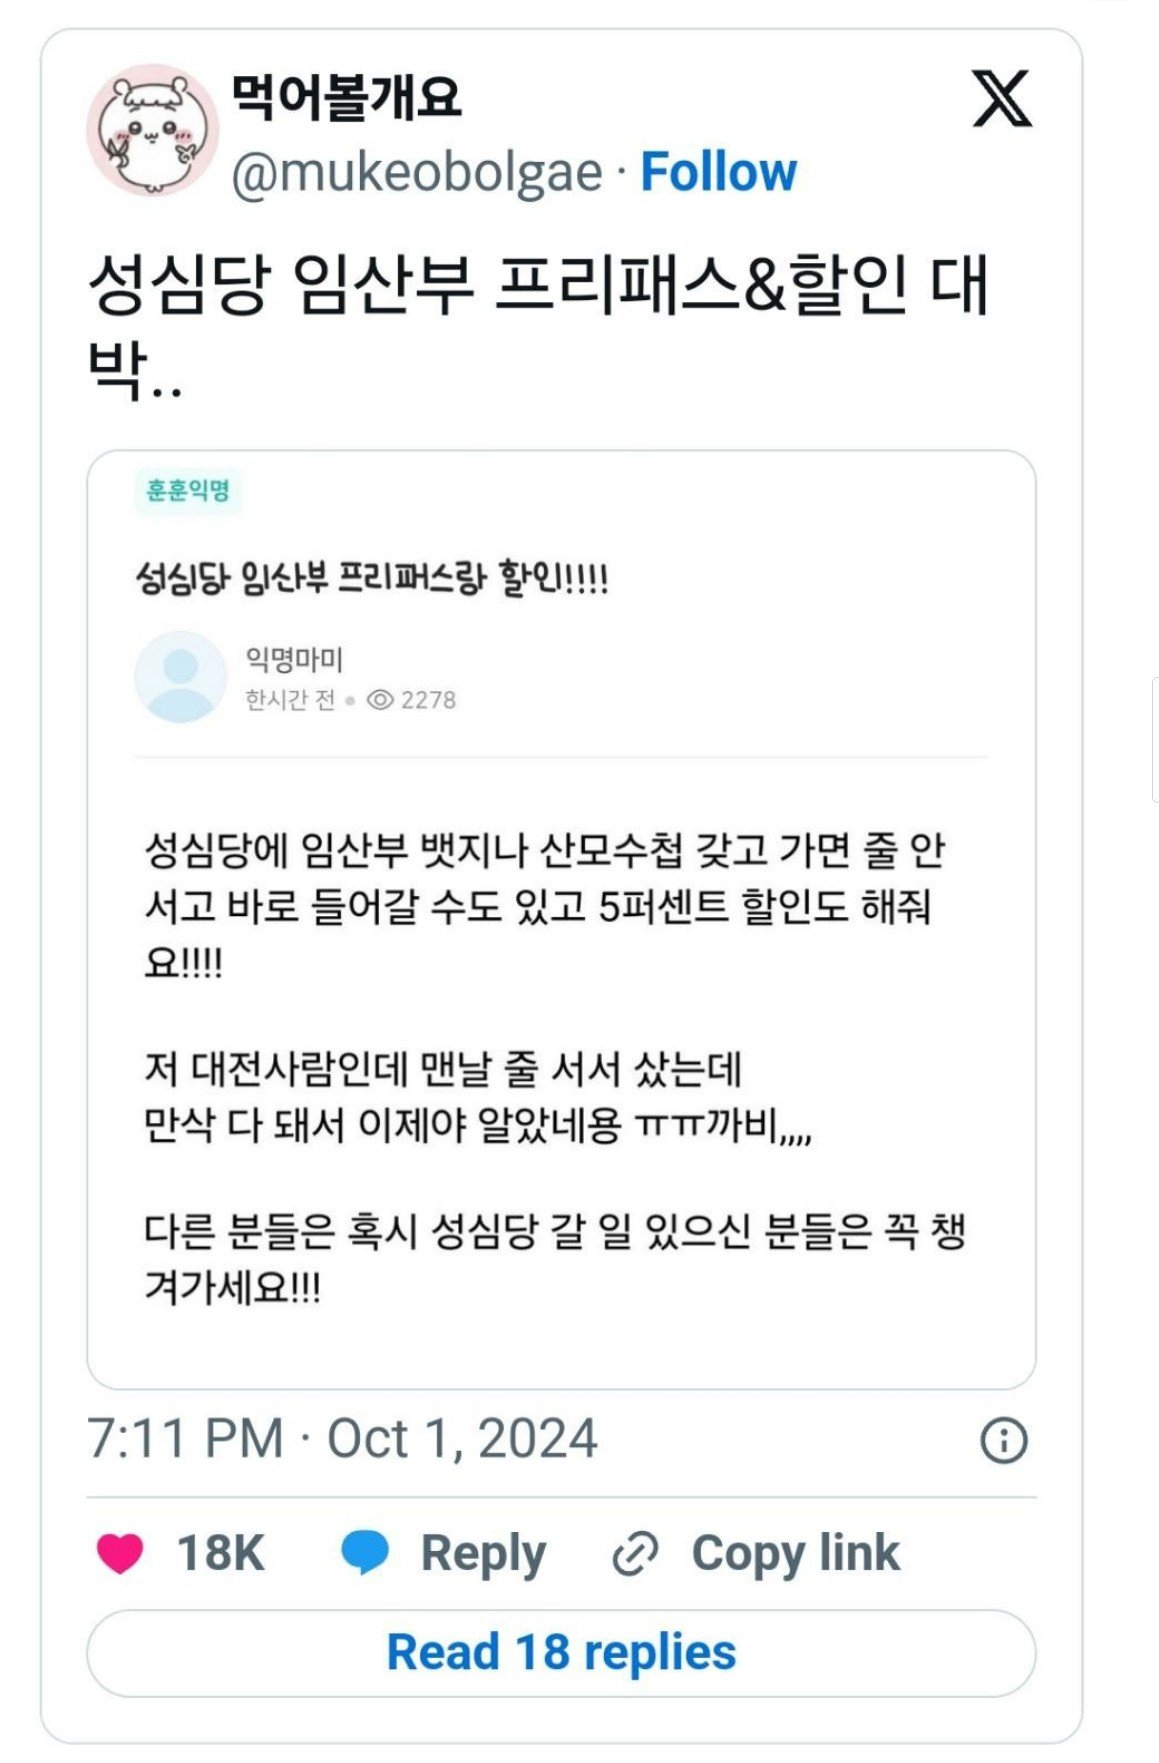 먹어볼개요
@mukeobolgae · Follow
성심당 임산부 프리패스&할인 대
박..
훈훈익명
성심당 임산부 프리패스랑 할인!!!!
익명마미
한시간 전 • 2278
성심당에 임산부 뱃지나 산모수첩 갖고 가면 줄 안
서고 바로 들어갈 수도 있고 5퍼센트 할인도 해줘
요!!!!
저 대전사람인데 맨날 줄 서서 샀는데
만삭 다 돼서 이제야 알았네용 ㅠㅠ까비,,,,
다른 분들은 혹시 성심당 갈 일 있으신 분들은 꼭 챙
겨가세요!!!
7:11 PM · Oct 1, 2024
18K Reply Copy link
Read 18 replies